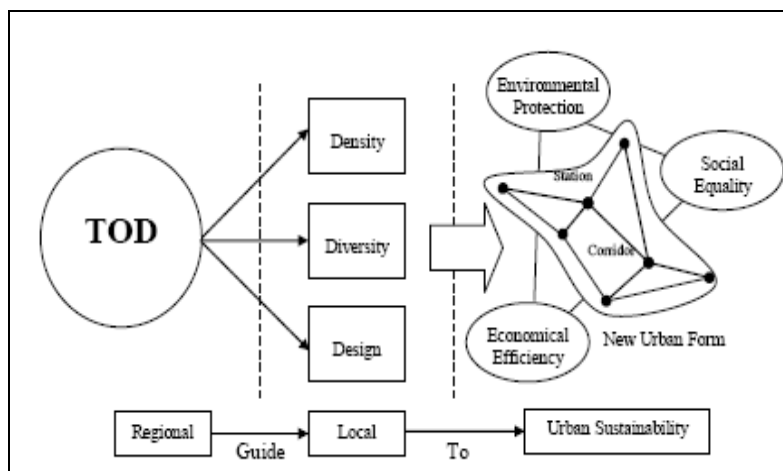 TOD
Density
Diversity
Design
Environmental
Protection
Social
Equality
Station
Corridor
Economical
Efficiency
New Urban Form
Regional
Guide
Local
To
Urban Sustainability